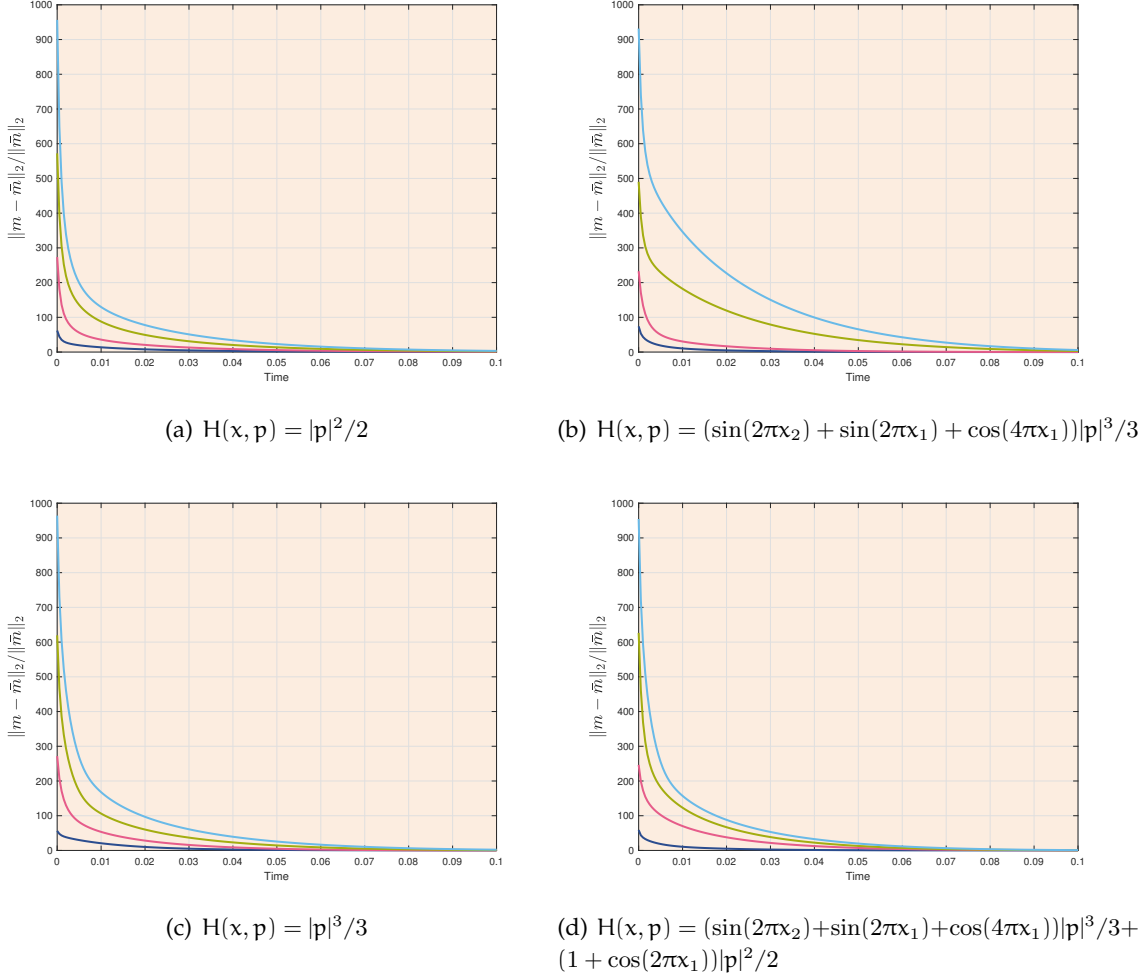 1000
900
800
700
600
500
400
300
200
100
0
∥m − m̄∥₂/∥m̄∥₂
0 0.01 0.02 0.03 0.04 0.05 0.06 0.07 0.08 0.09 0.1
Time
(a) H(x, p) = |p|²/2
1000
900
800
700
600
500
400
300
200
100
0
∥m − m̄∥₂/∥m̄∥₂
0 0.01 0.02 0.03 0.04 0.05 0.06 0.07 0.08 0.09 0.1
Time
(b) H(x, p) = (sin(2πx₂) + sin(2πx₁) + cos(4πx₁))|p|³/3
1000
900
800
700
600
500
400
300
200
100
0
∥m − m̄∥₂/∥m̄∥₂
0 0.01 0.02 0.03 0.04 0.05 0.06 0.07 0.08 0.09 0.1
Time
(c) H(x, p) = |p|³/3
1000
900
800
700
600
500
400
300
200
100
0
∥m − m̄∥₂/∥m̄∥₂
0 0.01 0.02 0.03 0.04 0.05 0.06 0.07 0.08 0.09 0.1
Time
(d) H(x, p) = (sin(2πx₂)+sin(2πx₁)+cos(4πx₁))|p|³/3+
(1 + cos(2πx₁))|p|²/2